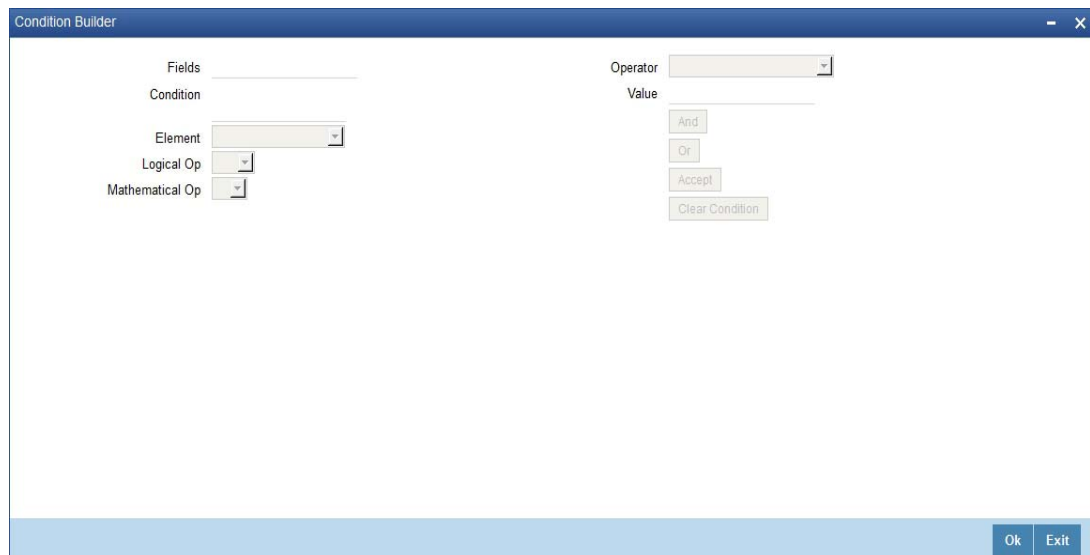 Condition Builder
Fields
Condition
Element
Logical Op
Mathematical Op
Operator
Value
And
Or
Accept
Clear Condition
Ok
Exit